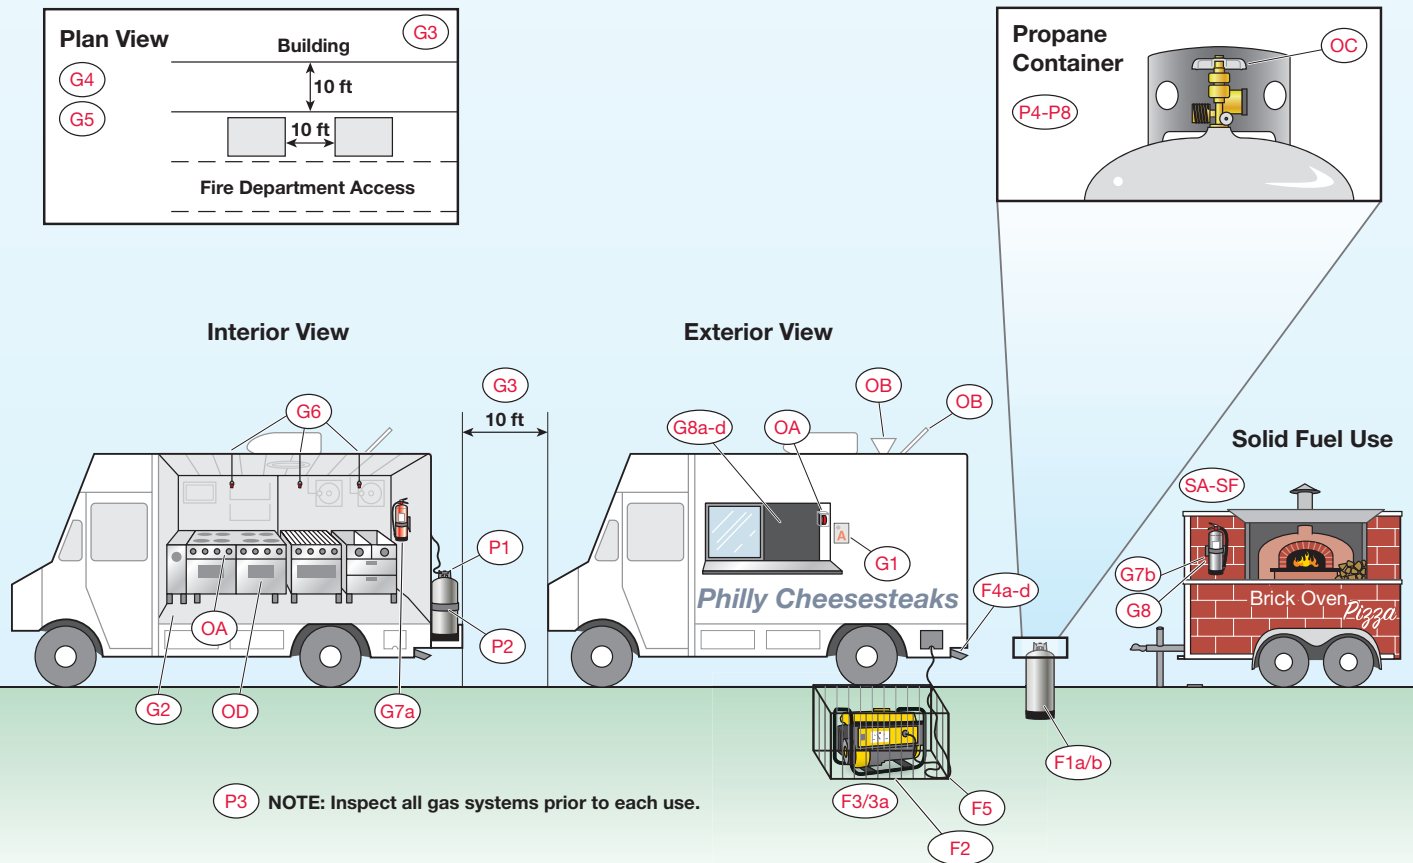 Plan View
G3
G4
G5
Building
10 ft
10 ft
Fire Department Access
Propane
Container
OC
P4-P8
Interior View
Exterior View
G3
10 ft
G6
OB
OB
G8a-d
OA
Solid Fuel Use
SA-SF
P1
A
G1
F4a-d
G7b
G8
Philly Cheesesteaks
Brick Oven
Pizza
OA
P2
G2
OD
G7a
F1a/b
P3 NOTE: Inspect all gas systems prior to each use.
F3/3a
F5
F2